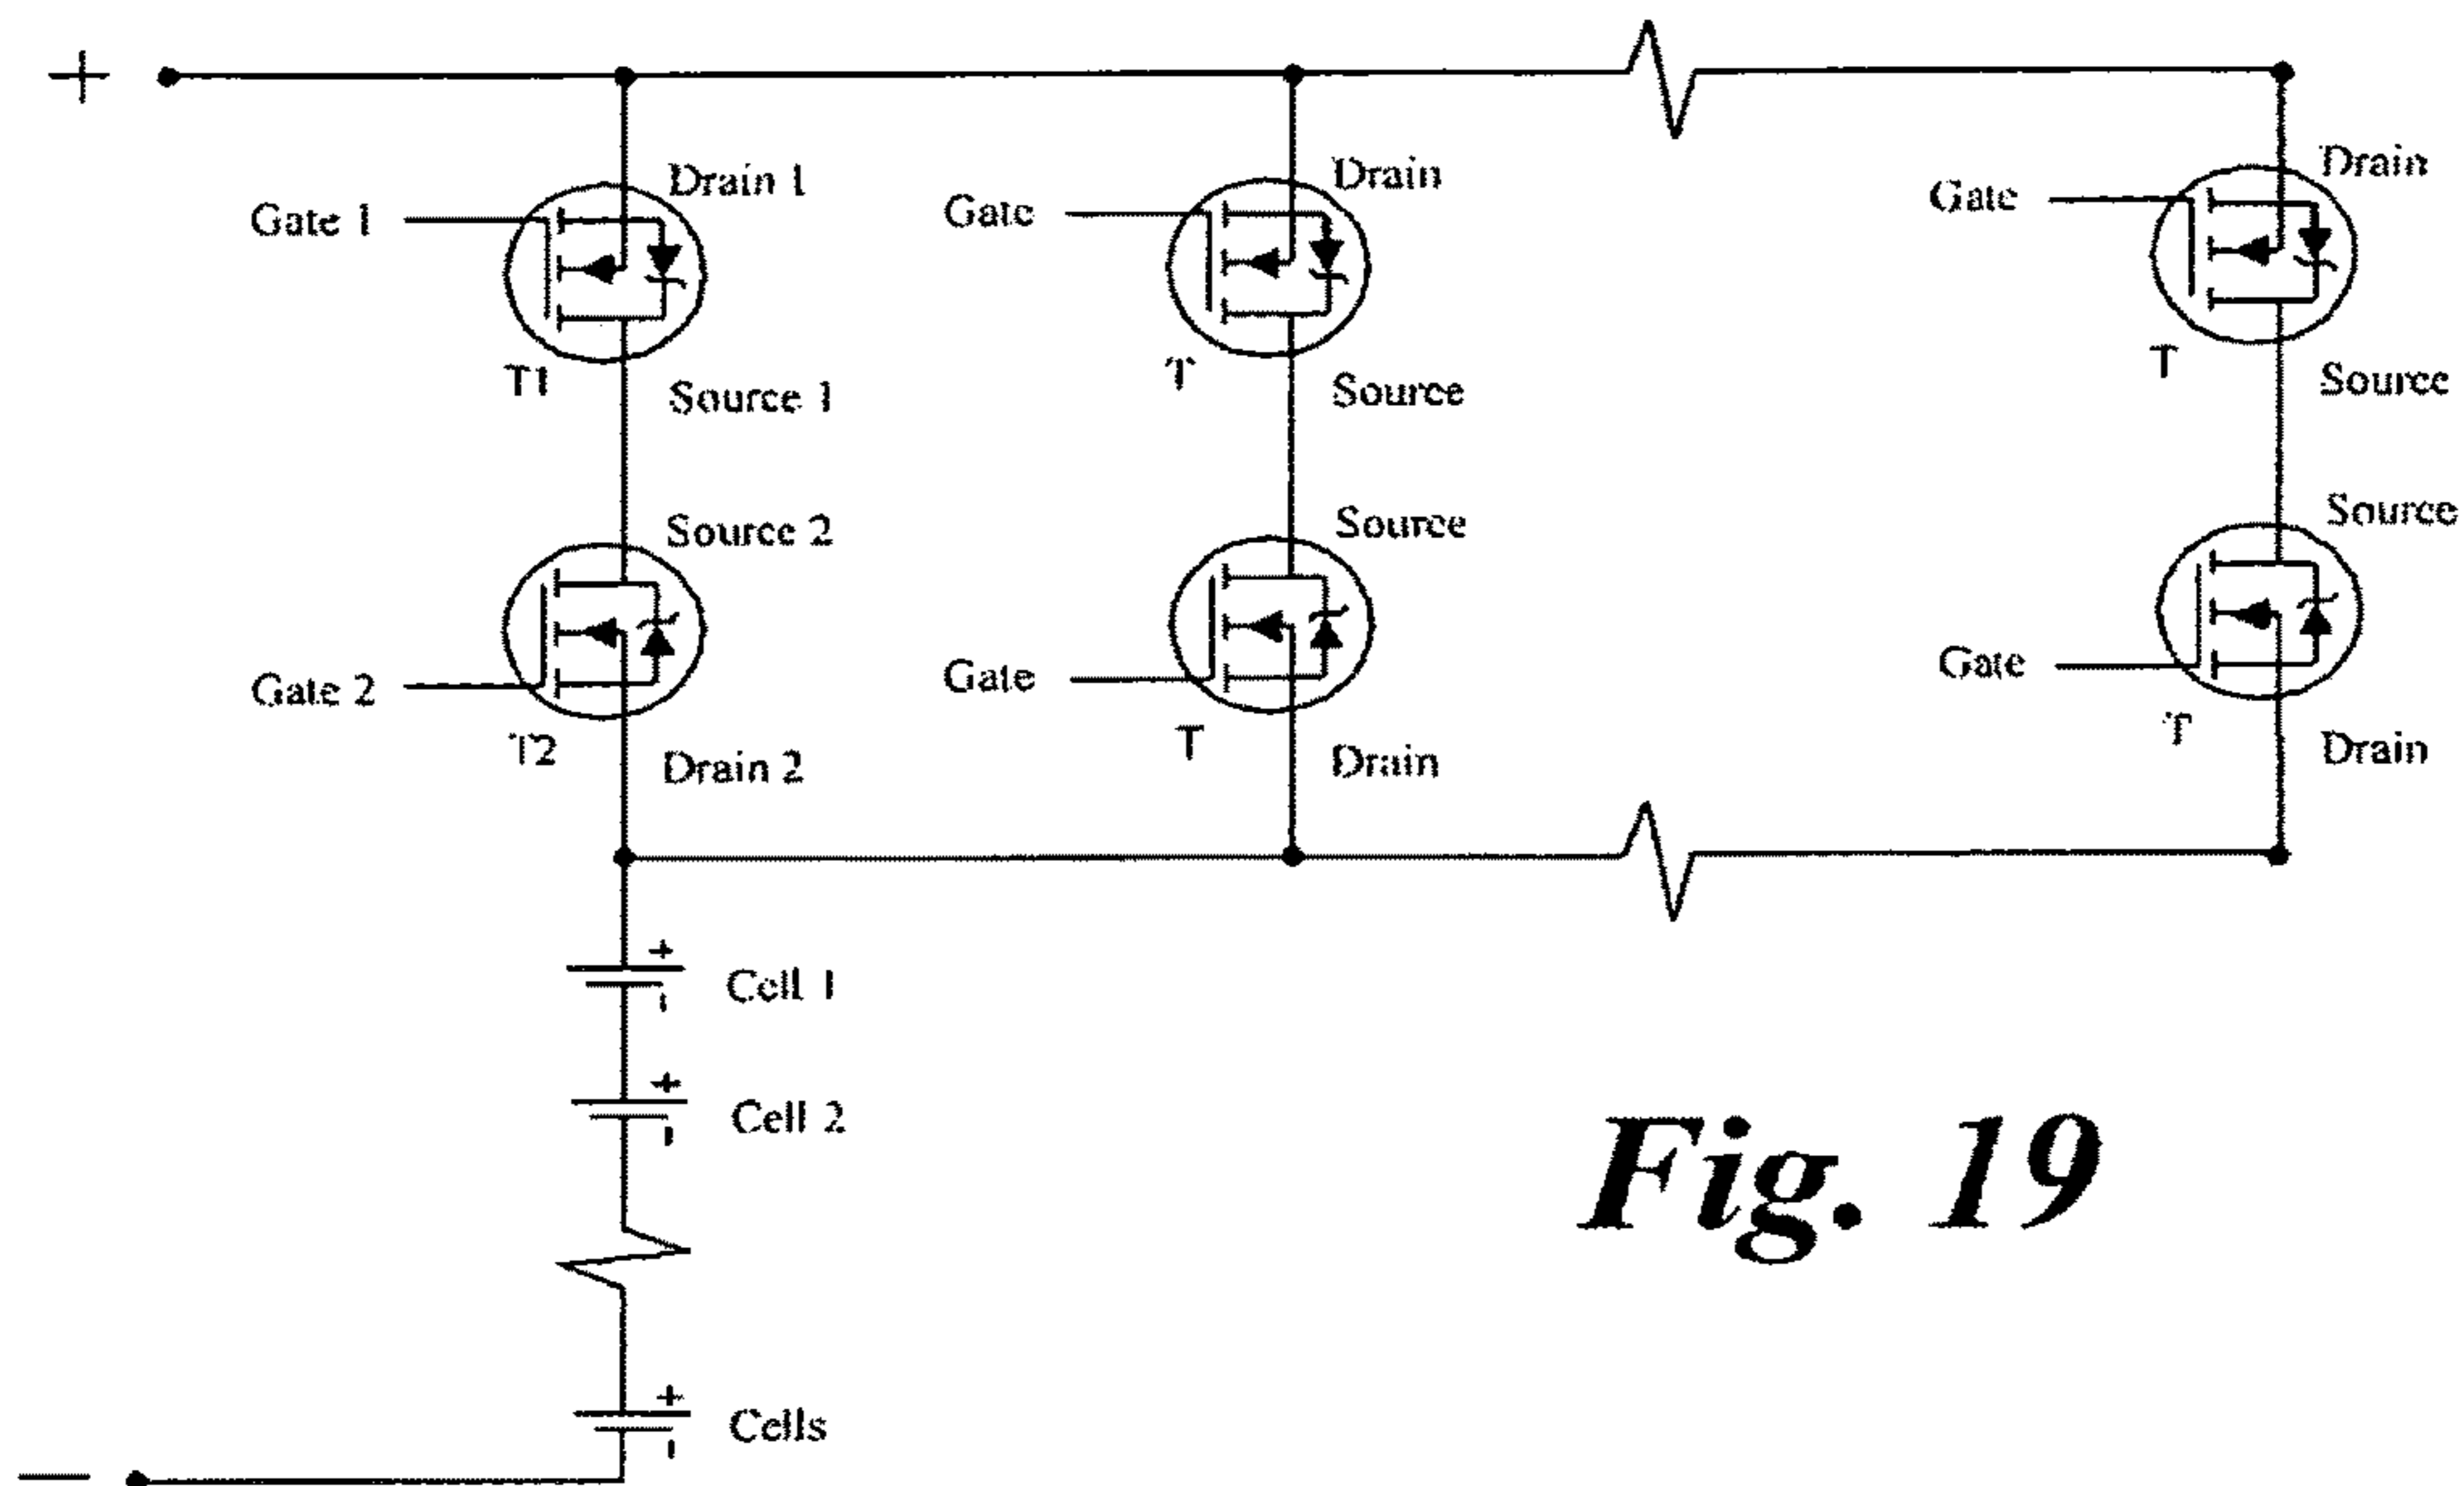 +
Drain 1
Gate 1
T1
Source 1
Source 2
Gate 2
T2
Drain 2
Drain
Gate
T
Source
Source
Gate
T
Drain
Drain
Gate
T
Source
Source
Gate
T
Drain
+
-
Cell 1
+
-
Cell 2
+
-
Cells
—
Fig. 19